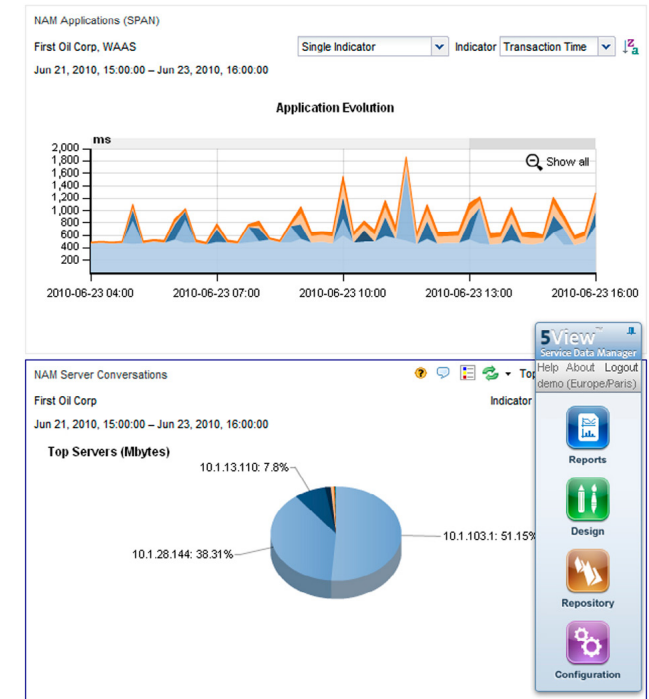 NAM Applications (SPAN)
First Oil Corp, WAAS
Single Indicator
Indicator
Transaction Time
Z
a
Jun 21, 2010, 15:00:00 – Jun 23, 2010, 16:00:00
Application Evolution
ms
2,000
1,800
1,600
1,400
1,200
1,000
800
600
400
200
Show all
2010-06-23 04:00
2010-06-23 07:00
2010-06-23 10:00
2010-06-23 13:00
2010-06-23 16:00
NAM Server Conversations
First Oil Corp
Indicator
Jun 21, 2010, 15:00:00 – Jun 23, 2010, 16:00:00
Top Servers (Mbytes)
10.1.13.110: 7.8%
10.1.103.1: 51.15%
10.1.28.144: 38.31%
5View™
Service Data Manager
Help About Logout
demo (Europe/Paris)
Reports
Design
Repository
Configuration